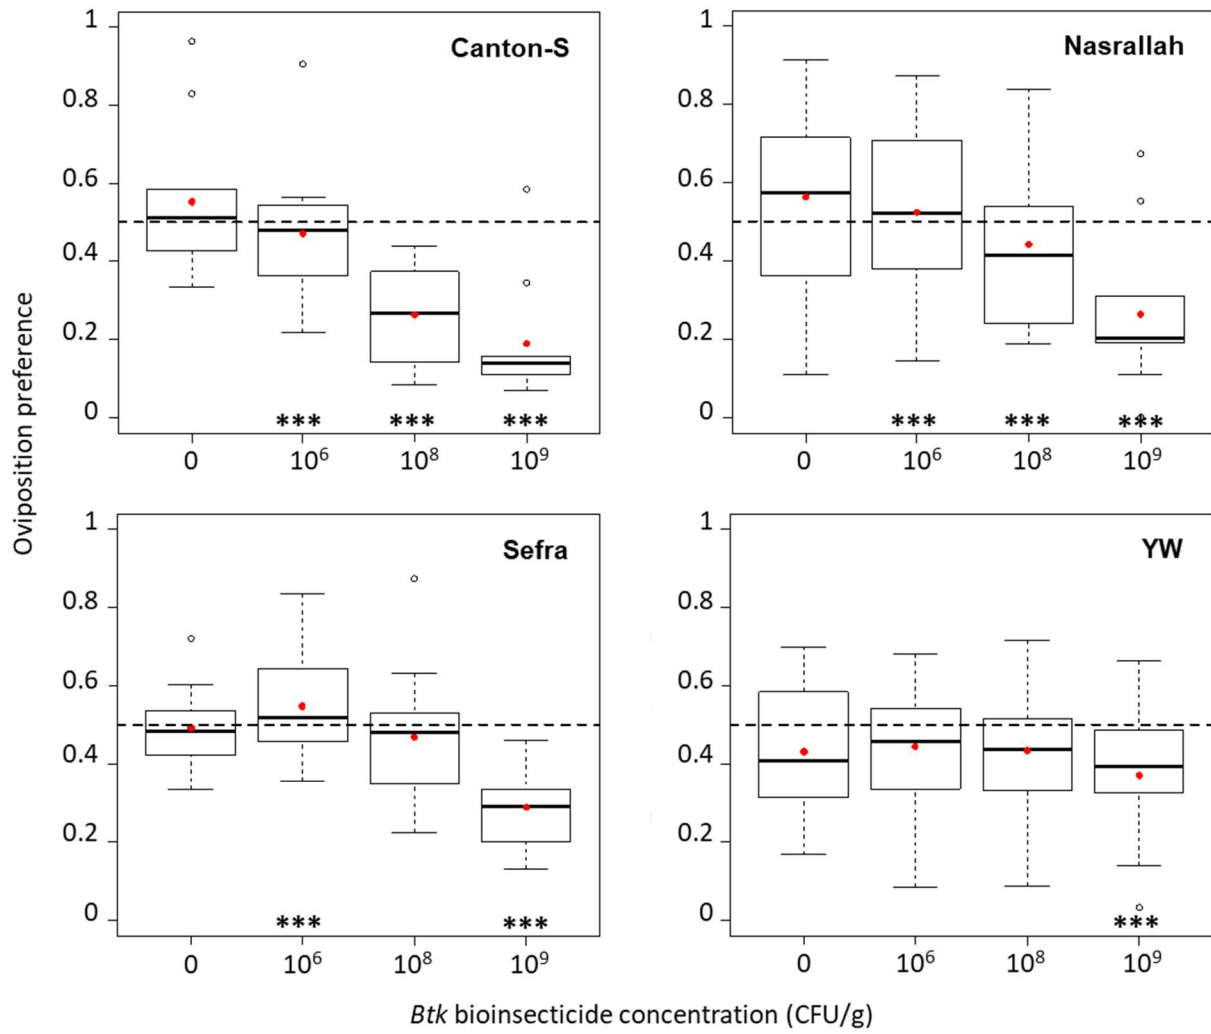 Oviposition preference
Canton-S
1
0.8
0.6
0.4
0.2
0
*** *** ***
0 10⁶ 10⁸ 10⁹
Nasrallah
1
0.8
0.6
0.4
0.2
0
*** *** ***
0 10⁶ 10⁸ 10⁹
Sefra
1
0.8
0.6
0.4
0.2
0
*** ***
0 10⁶ 10⁸ 10⁹
YW
1
0.8
0.6
0.4
0.2
0
***
0 10⁶ 10⁸ 10⁹
Btk bioinsecticide concentration (CFU/g)